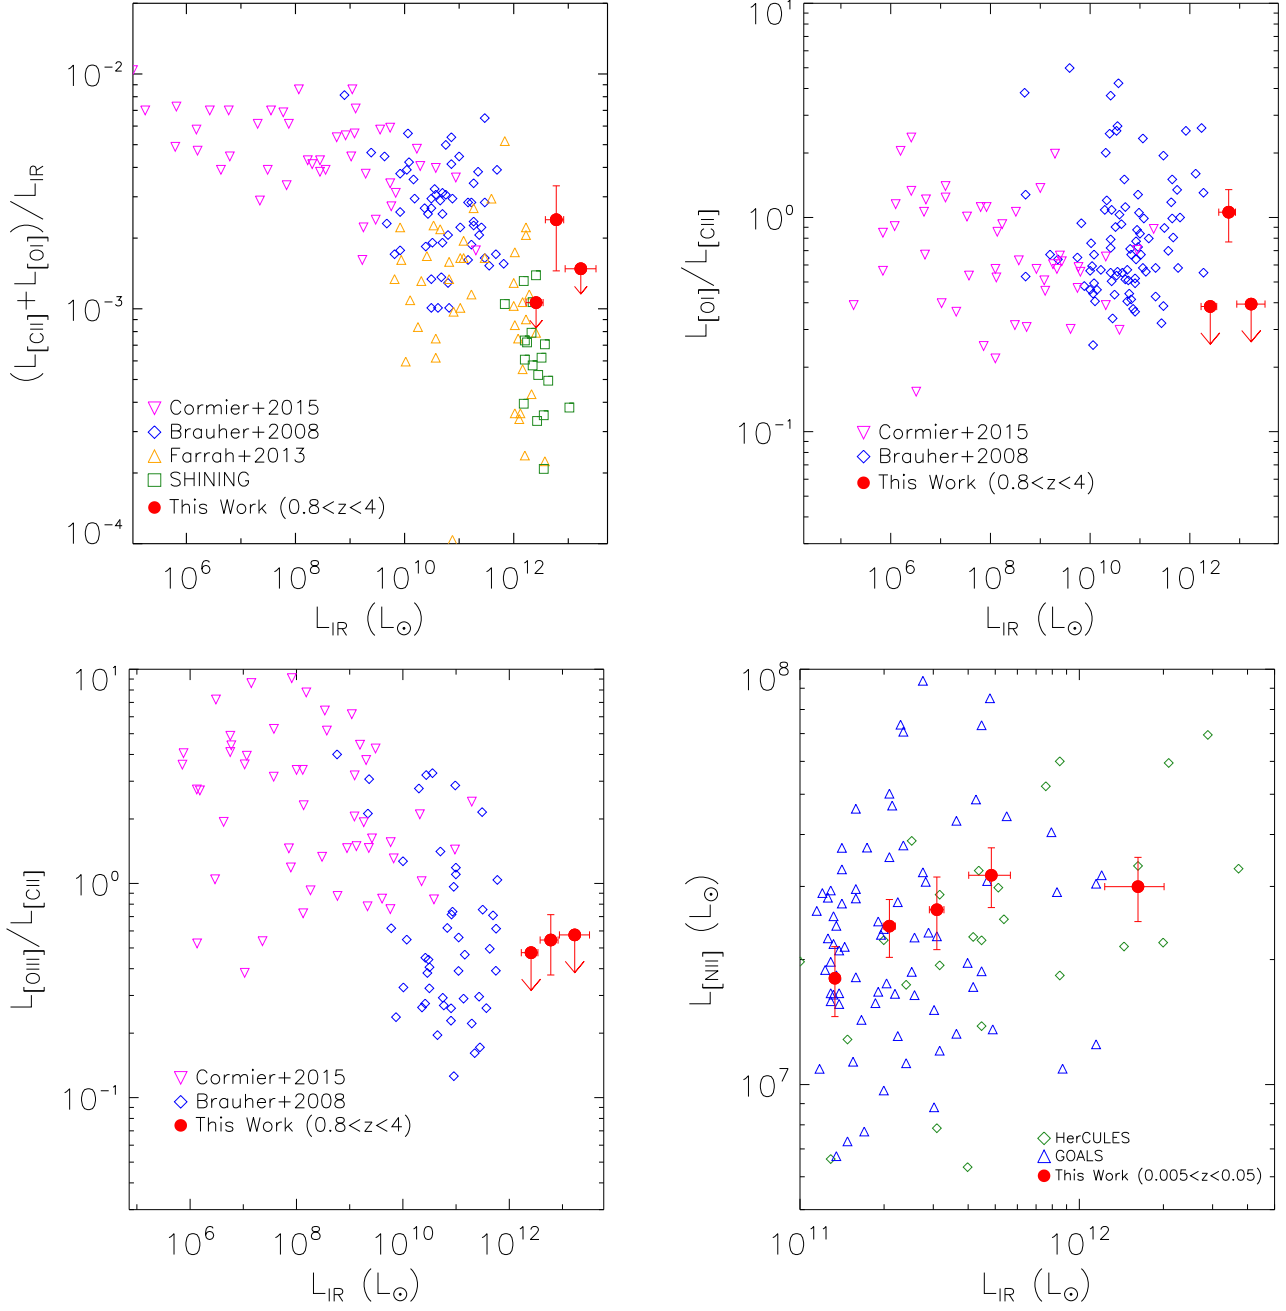 10^-2
10^-3
10^-4
(L[CII]+L[OI])/LIR
Cormier+2015
Brauher+2008
Farrah+2013
SHINING
This Work (0.8<z<4)
10^6 10^8 10^10 10^12
LIR (L⊙)
10^1
10^0
10^-1
L[OI]/L[CII]
Cormier+2015
Brauher+2008
This Work (0.8<z<4)
10^6 10^8 10^10 10^12
LIR (L⊙)
10^1
10^0
10^-1
L[OIII]/L[CII]
Cormier+2015
Brauher+2008
This Work (0.8<z<4)
10^6 10^8 10^10 10^12
LIR (L⊙)
10^8
10^7
L[NII] (L⊙)
HerCULES
GOALS
This Work (0.005<z<0.05)
10^11 10^12
LIR (L⊙)